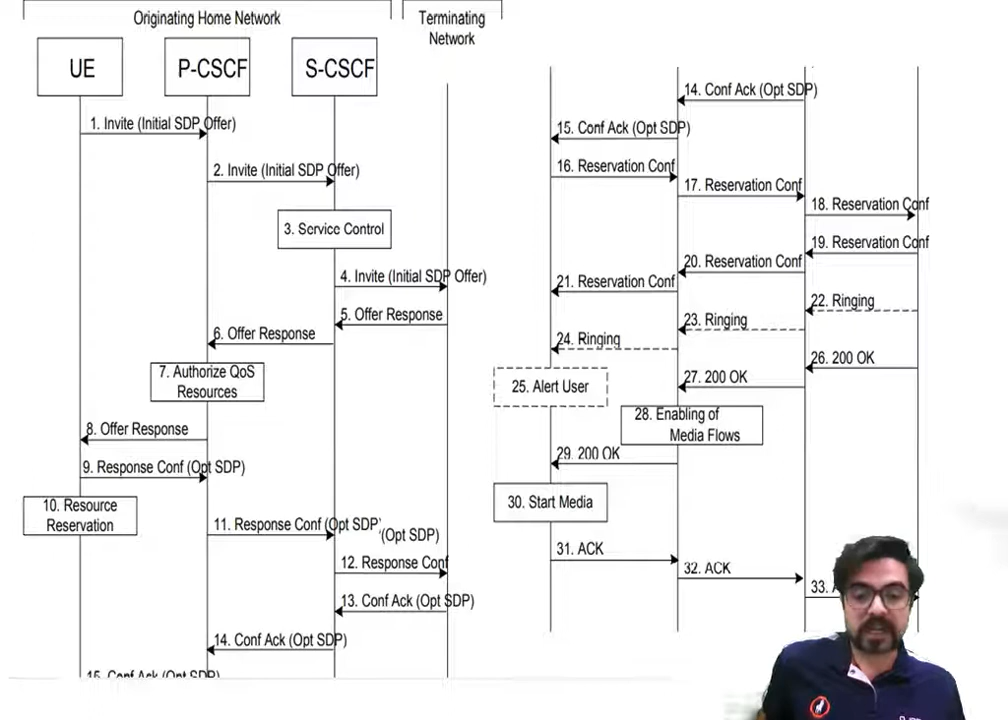 Originating Home Network
Terminating
Network
UE
P-CSCF
S-CSCF
1. Invite (Initial SDP Offer)
2. Invite (Initial SDP Offer)
3. Service Control
4. Invite (Initial SDP Offer)
5. Offer Response
6. Offer Response
7. Authorize QoS
Resources
8. Offer Response
9. Response Conf (Opt SDP)
10. Resource
Reservation
11. Response Conf (Opt SDP)
(Opt SDP)
12. Response Conf
13. Conf Ack (Opt SDP)
14. Conf Ack (Opt SDP)
15. Conf Ack (Opt SDP)
14. Conf Ack (Opt SDP)
15. Conf Ack (Opt SDP)
16. Reservation Conf
17. Reservation Conf
18. Reservation Conf
19. Reservation Conf
20. Reservation Conf
21. Reservation Conf
22. Ringing
23. Ringing
24. Ringing
25. Alert User
26. 200 OK
27. 200 OK
28. Enabling of
Media Flows
29. 200 OK
30. Start Media
31. ACK
32. ACK
33.